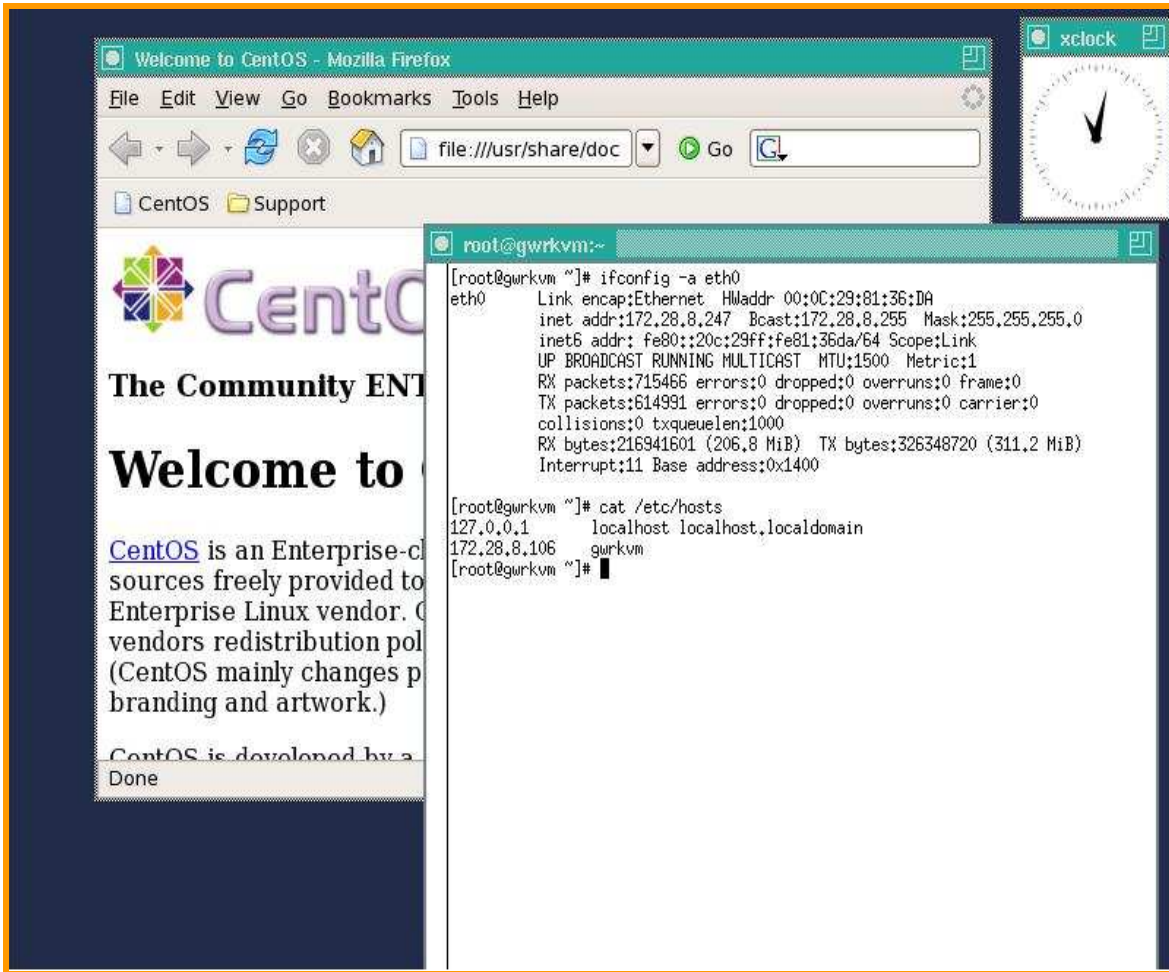 Welcome to CentOS - Mozilla Firefox
xclock
File Edit View Go Bookmarks Tools Help
file:///usr/share/doc
Go
G
CentOS Support
CentO
The Community ENT
Welcome to
CentOS is an Enterprise-cl
sources freely provided to
Enterprise Linux vendor. C
vendors redistribution pol
(CentOS mainly changes p
branding and artwork.)
CentOS is developed by a
Done
root@gwrkvm:~
[root@gwrkvm ~]# ifconfig -a eth0
eth0 Link encap:Ethernet HWaddr 00:0C:29:81:36:DA
inet addr:172.28.8.247 Bcast:172.28.8.255 Mask:255.255.255.0
inet6 addr: fe80::20c:29ff:fe81:36da/64 Scope:Link
UP BROADCAST RUNNING MULTICAST MTU:1500 Metric:1
RX packets:715466 errors:0 dropped:0 overruns:0 frame:0
TX packets:614991 errors:0 dropped:0 overruns:0 carrier:0
collisions:0 txqueuelen:1000
RX bytes:216941601 (206.8 MiB) TX bytes:326348720 (311.2 MiB)
Interrupt:11 Base address:0x1400
[root@gwrkvm ~]# cat /etc/hosts
127.0.0.1 localhost localhost.localdomain
172.28.8.106 gwrkvm
[root@gwrkvm ~]#